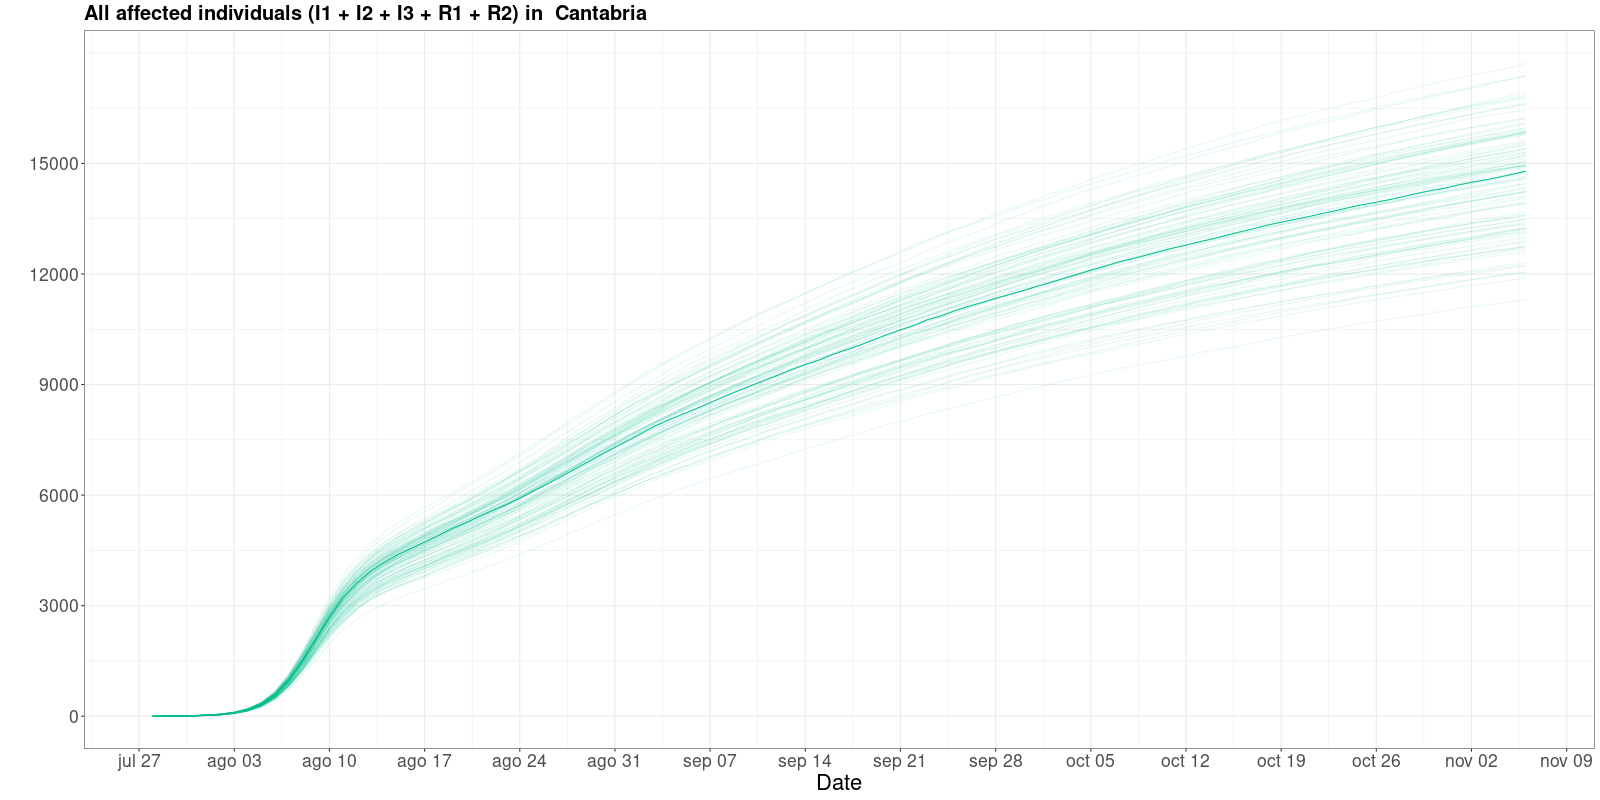 All affected individuals (I1 + I2 + I3 + R1 + R2) in  Cantabria
15000
12000
9000
6000
3000
0
jul 27 ago 03 ago 10 ago 17 ago 24 ago 31 sep 07 sep 14 sep 21 sep 28 oct 05 oct 12 oct 19 oct 26 nov 02 nov 09
Date